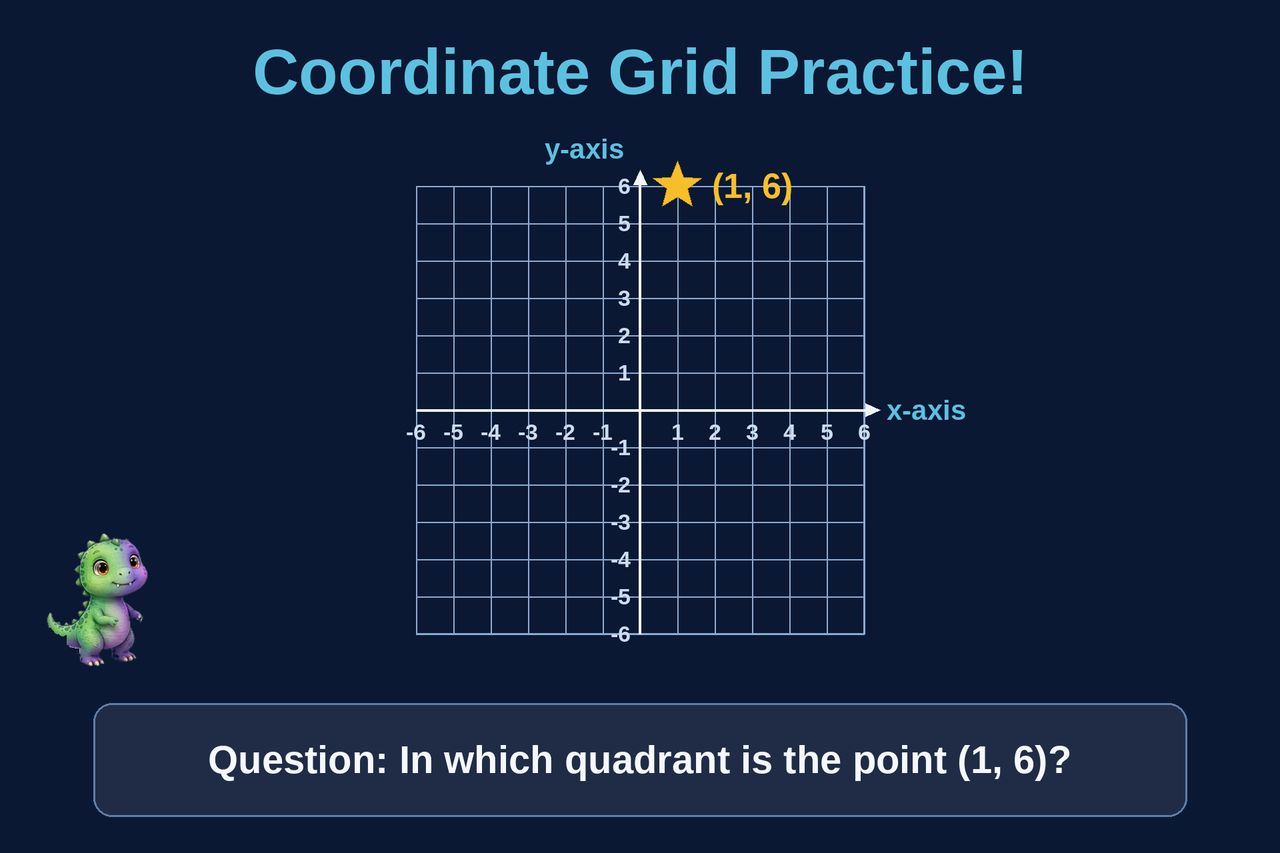 Coordinate Grid Practice!
y-axis
(1, 6)
6
5
4
3
2
1
x-axis
-6 -5 -4 -3 -2 -1 1 2 3 4 5 6
-1
-2
-3
-4
-5
-6
Question: In which quadrant is the point (1, 6)?